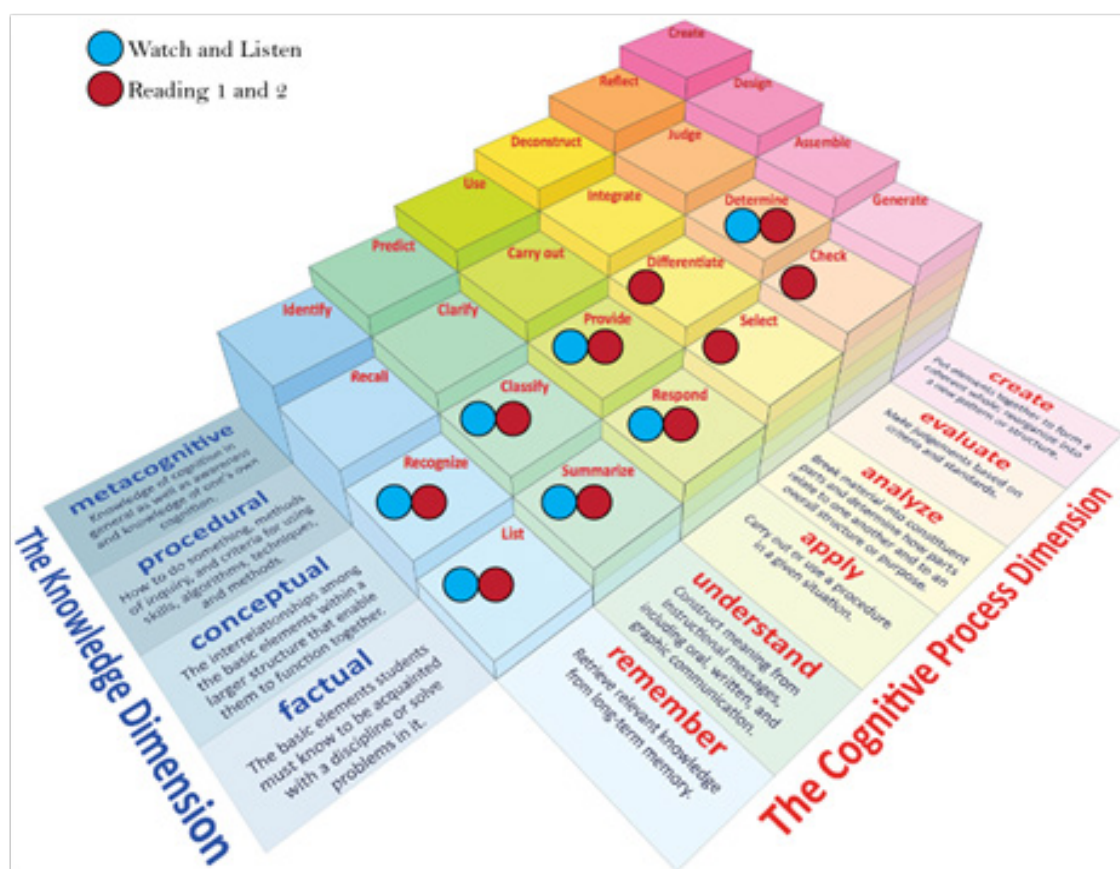 Watch and Listen
Reading 1 and 2
Create
Reflect
Design
Deconstruct
Judge
Assemble
Use
Integrate
Determine
Generate
Predict
Carry out
Differentiate
Check
Identify
Clarify
Provide
Select
Recall
Classify
Respond
Recognize
Summarize
List
The Knowledge Dimension
metacognitive
Knowledge of cognition in
general as well as awareness
and knowledge of one's own
cognition.
procedural
How to do something, methods
of inquiry, and criteria for using
skills, algorithms, techniques,
and methods.
conceptual
The interrelationships among
the basic elements within a
larger structure that enable
them to function together.
factual
The basic elements students
must know to be acquainted
with a discipline or solve
problems in it.
The Cognitive Process Dimension
remember
Retrieve relevant knowledge
from long-term memory.
understand
Construct meaning from
instructional messages,
including oral, written, and
graphic communication.
apply
Carry out or use a procedure
in a given situation.
analyze
Break material into constituent
parts and determine how parts
relate to one another and to an
overall structure or purpose.
evaluate
Make judgements based on
criteria and standards.
create
Put elements together to form a
coherent whole; reorganize into
a new pattern or structure.